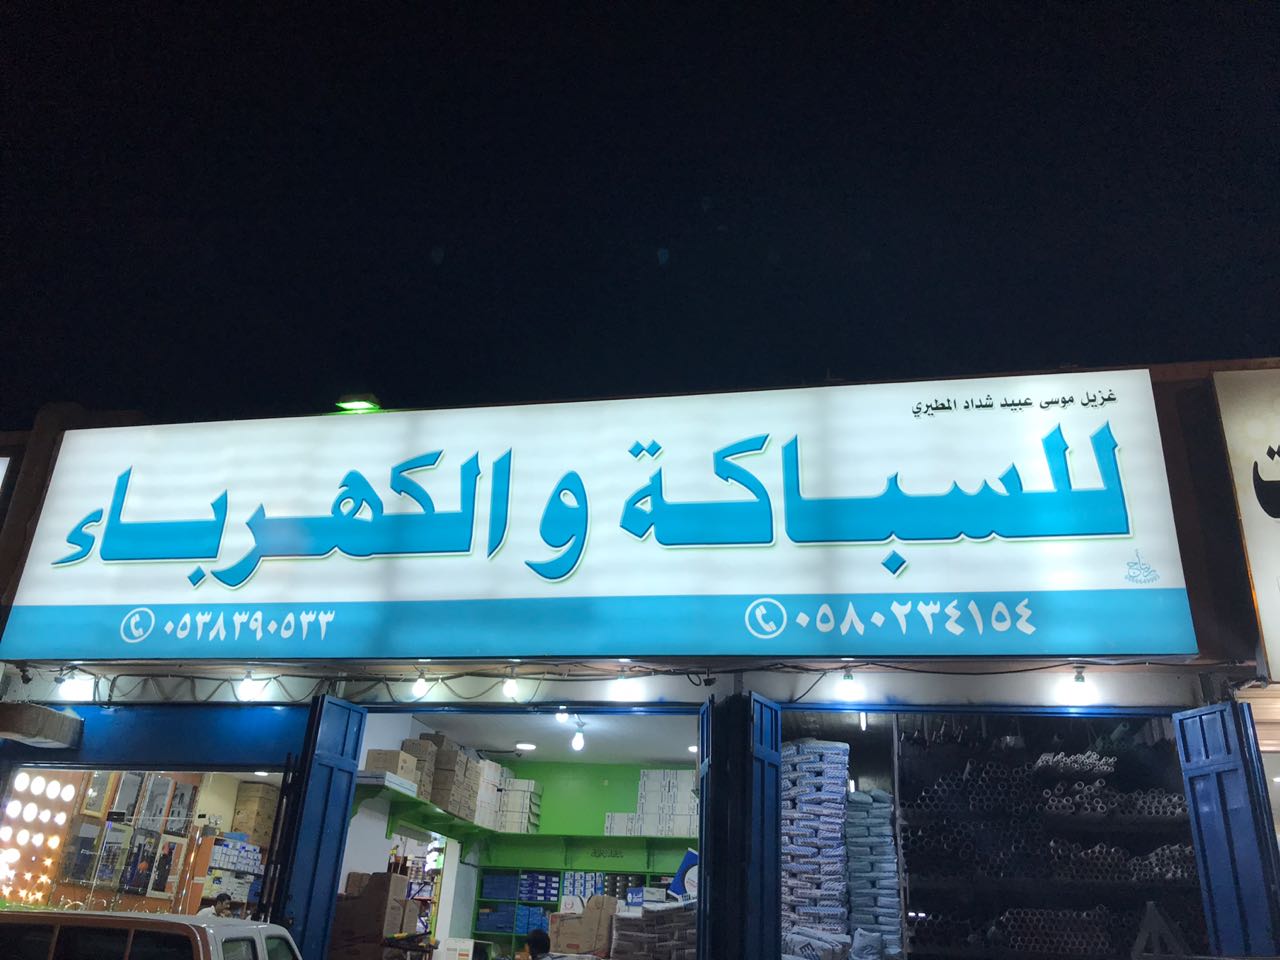 غزيل موسى عبيد شداد المطيري
للسباكة والكهرباء
٠٥٨٠٢٣٤١٥٤
٠٥٣٨٣٩٠٥٣٣